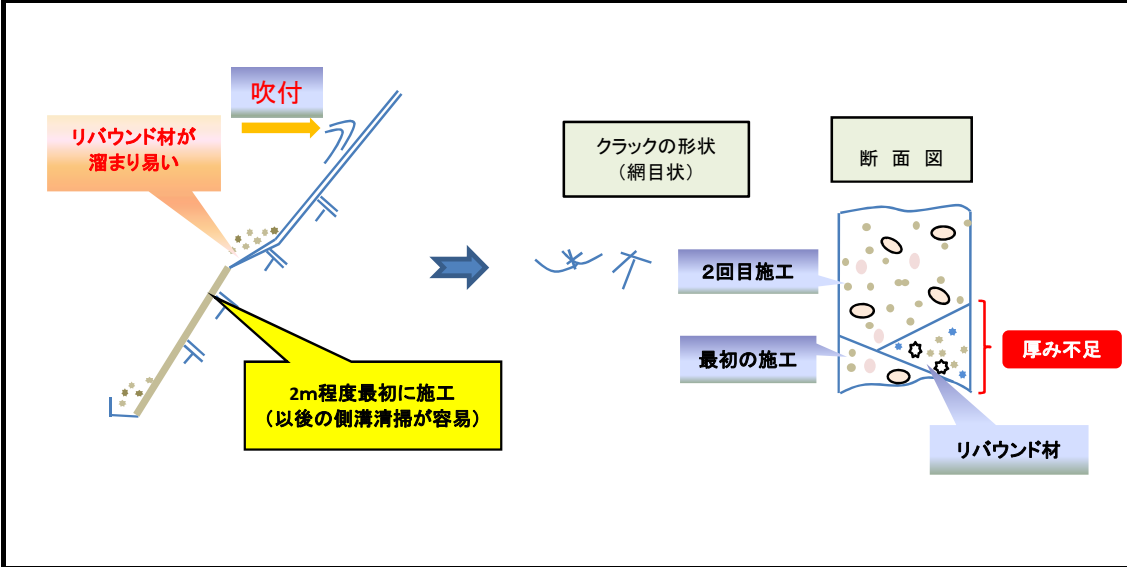 吹付
リバウンド材が
溜まり易い
クラックの形状
（網目状）
断 面 図
２回目施工
最初の施工
厚み不足
2m程度最初に施工
（以後の側溝清掃が容易）
リバウンド材